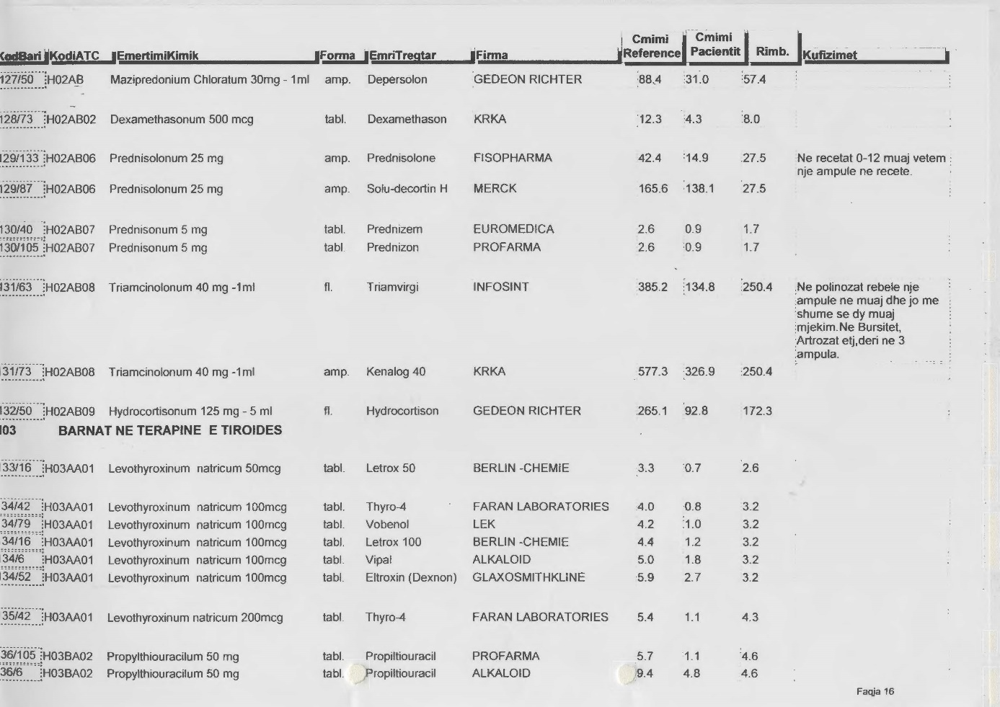 KodBari KodiATC EmertimiKimik Forma EmriTregtar Firma Cmimi Reference Cmimi Pacientit Rimb. Kufizimet
127/50 H02AB Mazipredonium Chloratum 30mg - 1ml amp. Depersolon GEDEON RICHTER 88.4 31.0 57.4
128/73 H02AB02 Dexamethasonum 500 mcg tabl. Dexamethason KRKA 12.3 4.3 8.0
129/133 H02AB06 Prednisolonum 25 mg amp. Prednisolone FISOPHARMA 42.4 14.9 27.5 Ne recetat 0-12 muaj vetem
nje ampule ne recete.
129/87 H02AB06 Prednisolonum 25 mg amp. Solu-decortin H MERCK 165.6 138.1 27.5
130/40 H02AB07 Prednisonum 5 mg tabl. Prednizem EUROMEDICA 2.6 0.9 1.7
130/105 H02AB07 Prednisonum 5 mg tabl. Prednizon PROFARMA 2.6 0.9 1.7
131/63 H02AB08 Triamcinolonum 40 mg -1ml fl. Triamvirgi INFOSINT 385.2 134.8 250.4 Ne polinozat rebele nje
ampule ne muaj dhe jo me
shume se dy muaj
mjekim.Ne Bursitet,
Artrozat etj,deri ne 3
ampula.
31/73 H02AB08 Triamcinolonum 40 mg -1ml amp. Kenalog 40 KRKA 577.3 326.9 250.4
132/50 H02AB09 Hydrocortisonum 125 mg - 5 ml fl. Hydrocortison GEDEON RICHTER 265.1 92.8 172.3
H03 BARNAT NE TERAPINE E TIROIDES
33/16 H03AA01 Levothyroxinum natricum 50mcg tabl. Letrox 50 BERLIN -CHEMIE 3.3 0.7 2.6
34/42 H03AA01 Levothyroxinum natricum 100mcg tabl. Thyro-4 FARAN LABORATORIES 4.0 0.8 3.2
34/79 H03AA01 Levothyroxinum natricum 100mcg tabl. Vobenol LEK 4.2 1.0 3.2
34/16 H03AA01 Levothyroxinum natricum 100mcg tabl. Letrox 100 BERLIN -CHEMIE 4.4 1.2 3.2
34/6 H03AA01 Levothyroxinum natricum 100mcg tabl. Vipal ALKALOID 5.0 1.8 3.2
34/52 H03AA01 Levothyroxinum natricum 100mcg tabl. Eltroxin (Dexnon) GLAXOSMITHKLINE 5.9 2.7 3.2
35/42 H03AA01 Levothyroxinum natricum 200mcg tabl. Thyro-4 FARAN LABORATORIES 5.4 1.1 4.3
36/105 H03BA02 Propylthiouracilum 50 mg tabl. Propiltiouracil PROFARMA 5.7 1.1 4.6
36/6 H03BA02 Propylthiouracilum 50 mg tabl. Propiltiouracil ALKALOID 9.4 4.8 4.6
Faqja 16